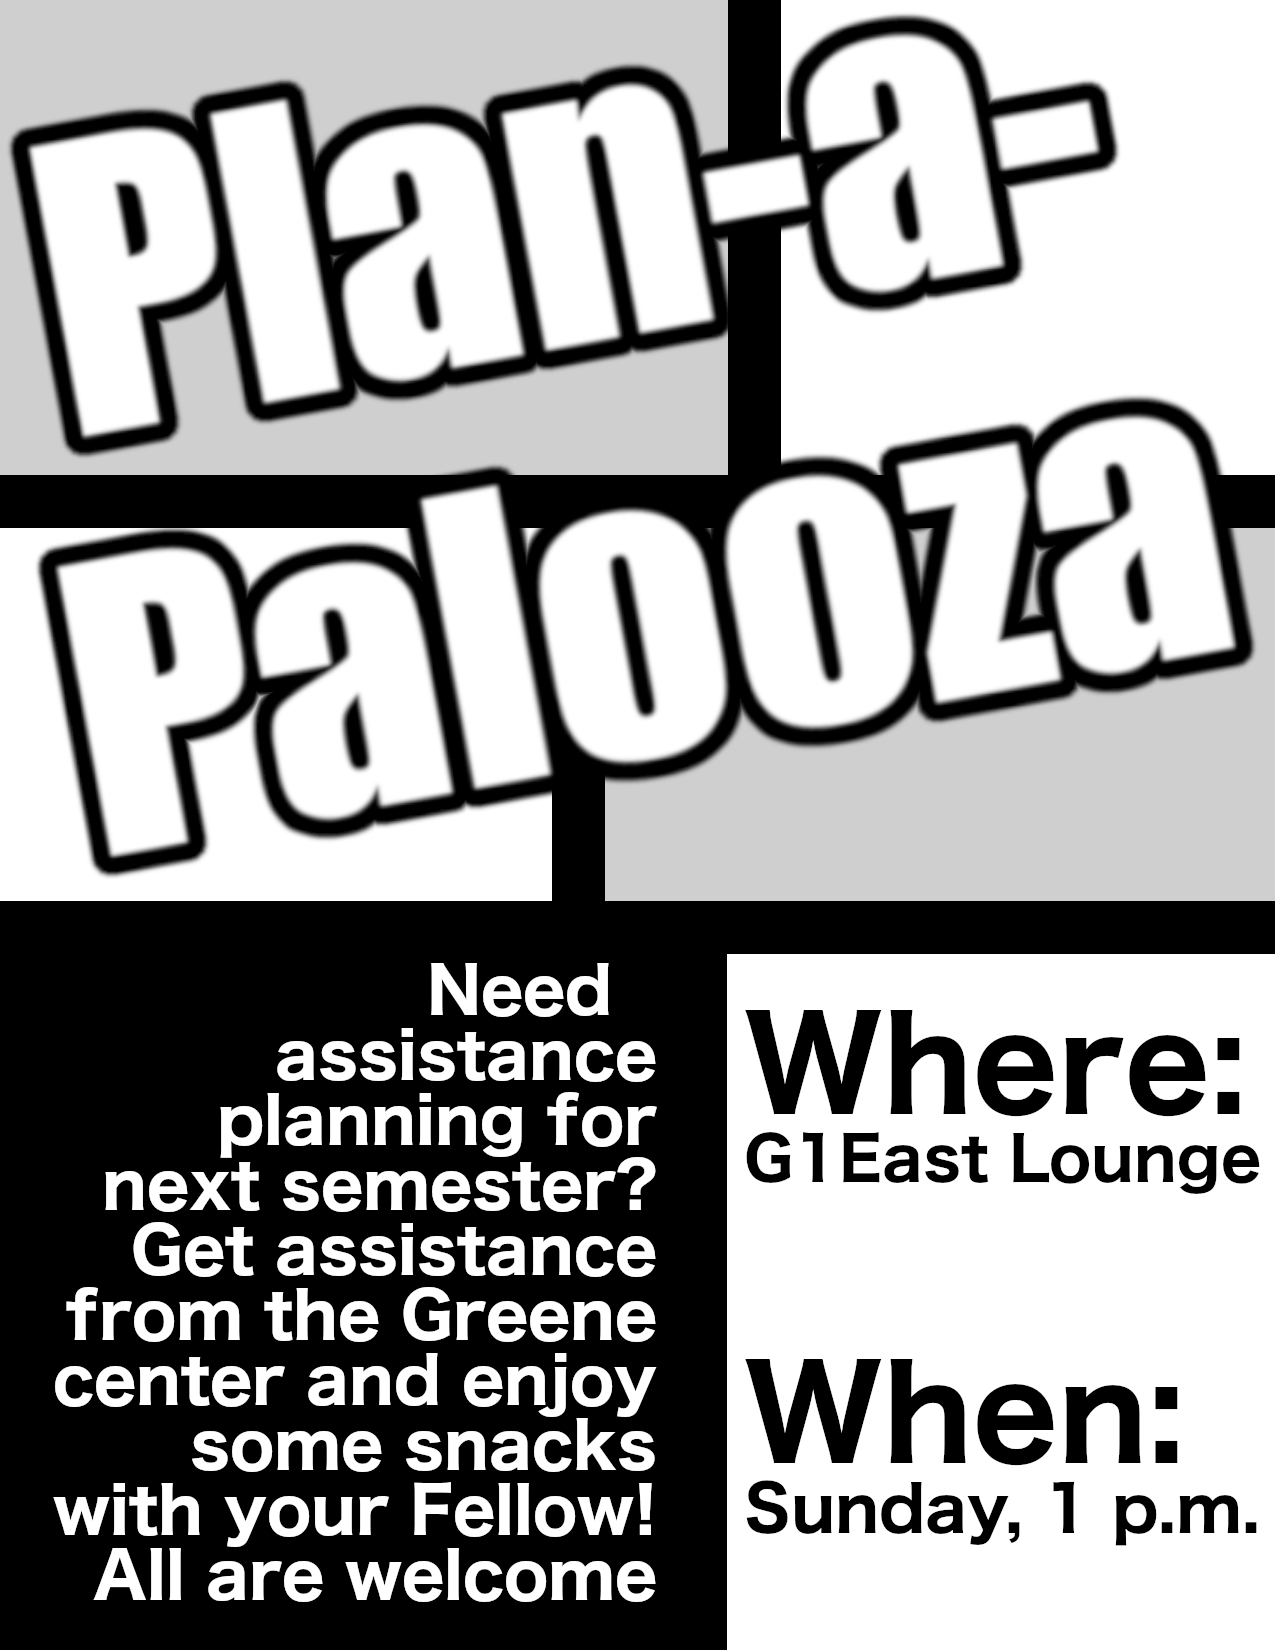 Plan-a-
Palooza
Need
assistance
planning for
next semester?
Get assistance
from the Greene
center and enjoy
some snacks
with your Fellow!
All are welcome
Where:
G1East Lounge
When:
Sunday, 1 p.m.